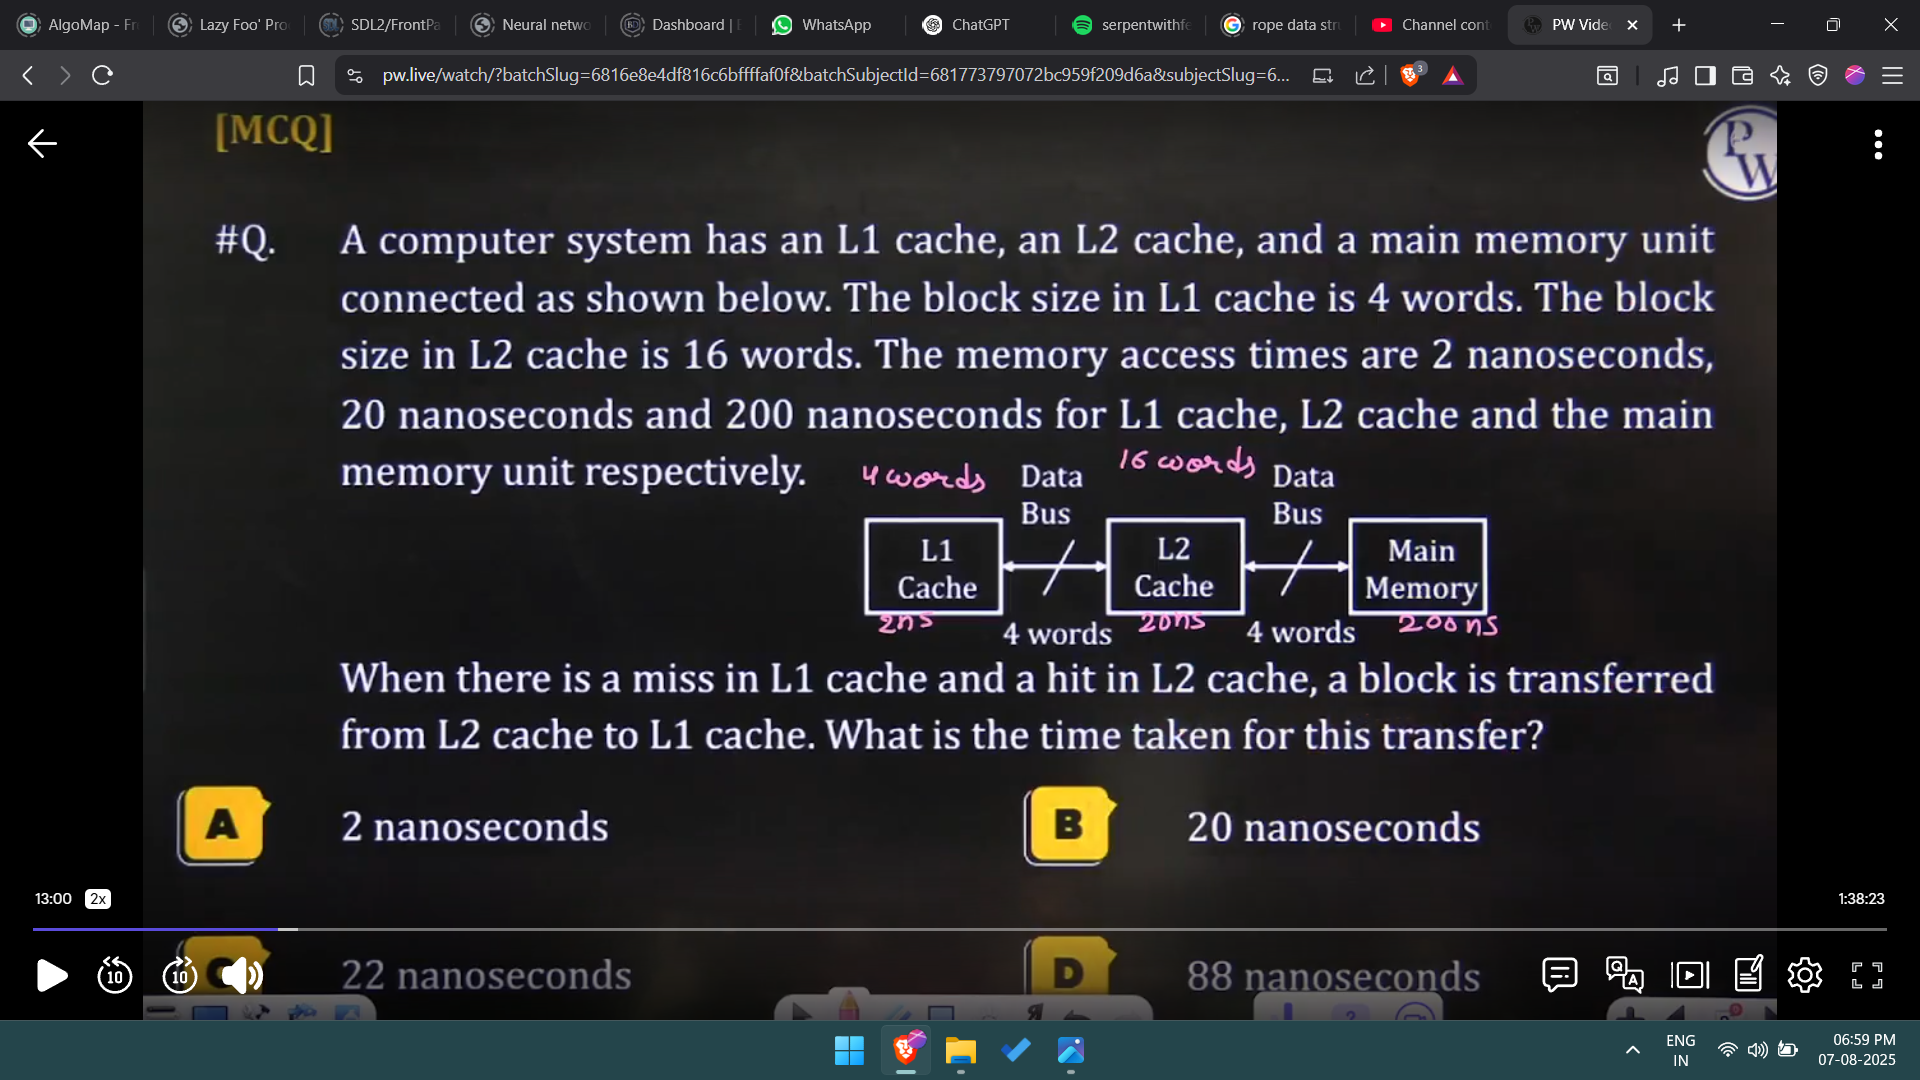 AlgoMap - Fr
Lazy Foo' Pro
SDL2/FrontPa
Neural netwo
Dashboard |
WhatsApp
ChatGPT
serpentwithfe
rope data str
Channel cont
PW Vide
pw.live/watch/?batchSlug=6816e8e4df816c6bffffaf0f&batchSubjectId=681773797072bc959f209d6a&subjectSlug=6...
3
[MCQ]
PW
#Q. A computer system has an L1 cache, an L2 cache, and a main memory unit
connected as shown below. The block size in L1 cache is 4 words. The block
size in L2 cache is 16 words. The memory access times are 2 nanoseconds,
20 nanoseconds and 200 nanoseconds for L1 cache, L2 cache and the main
memory unit respectively.
4 words Data 16 words Data
Bus Bus
L1 L2 Main
Cache Cache Memory
2ns 4 words 20ns 4 words 200ns
When there is a miss in L1 cache and a hit in L2 cache, a block is transferred
from L2 cache to L1 cache. What is the time taken for this transfer?
A 2 nanoseconds B 20 nanoseconds
13:00 2x 1:38:23
C 22 nanoseconds D 88 nanoseconds
10 10
Q A
ENG
IN
06:59 PM
07-08-2025